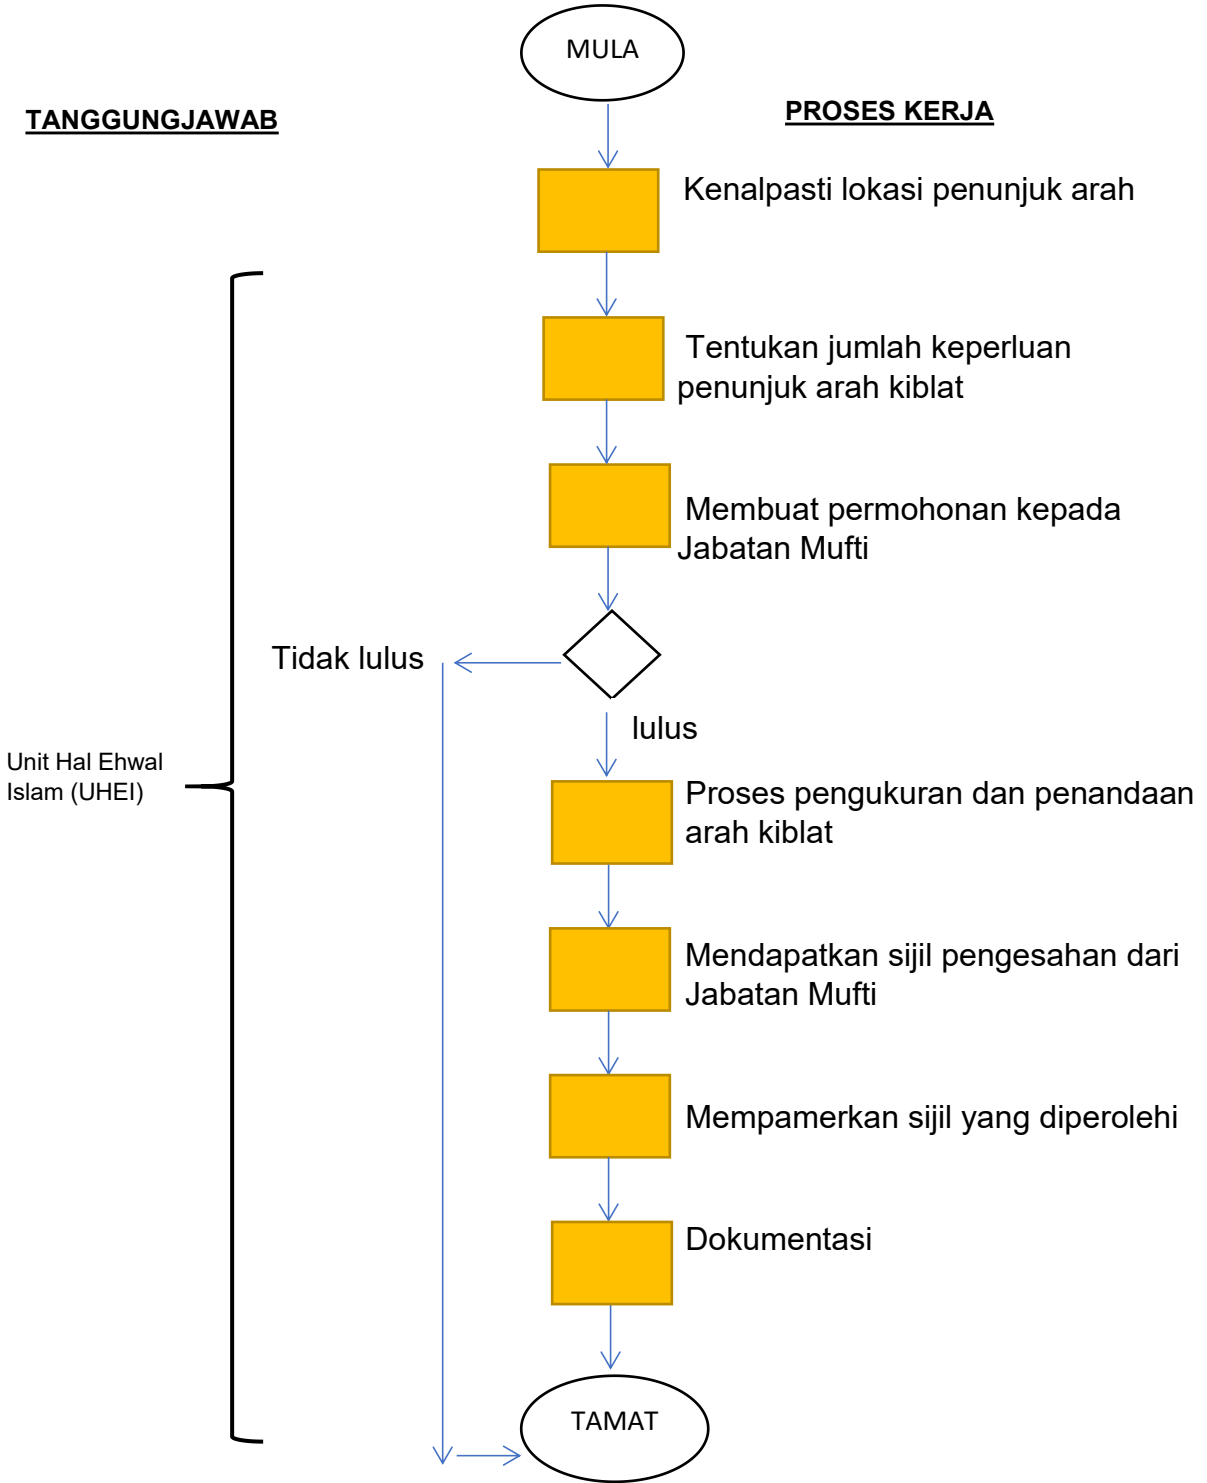 MULA
TANGGUNGJAWAB
PROSES KERJA
Kenalpasti lokasi penunjuk arah
Tentukan jumlah keperluan
penunjuk arah kiblat
Membuat permohonan kepada
Jabatan Mufti
Tidak lulus
lulus
Unit Hal Ehwal
Islam (UHEI)
Proses pengukuran dan penandaan
arah kiblat
Mendapatkan sijil pengesahan dari
Jabatan Mufti
Mempamerkan sijil yang diperolehi
Dokumentasi
TAMAT